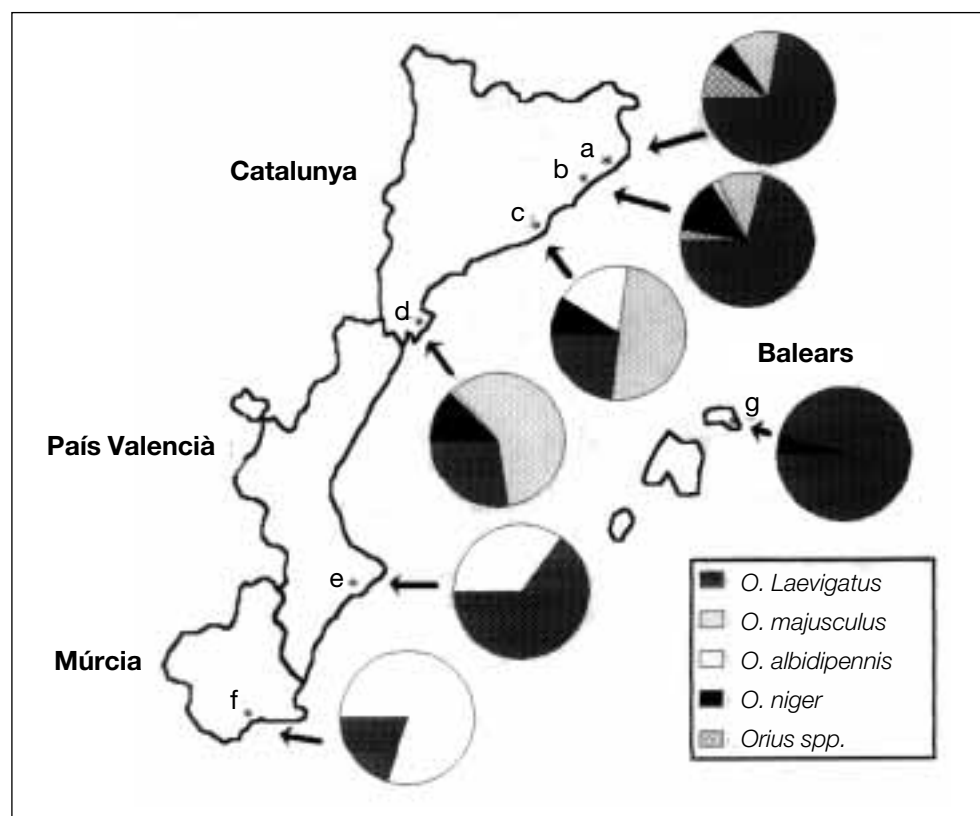 Catalunya
a
b
c
d
Balears
g
País Valencià
e
Múrcia
f
O. Laevigatus
O. majusculus
O. albidipennis
O. niger
Orius spp.